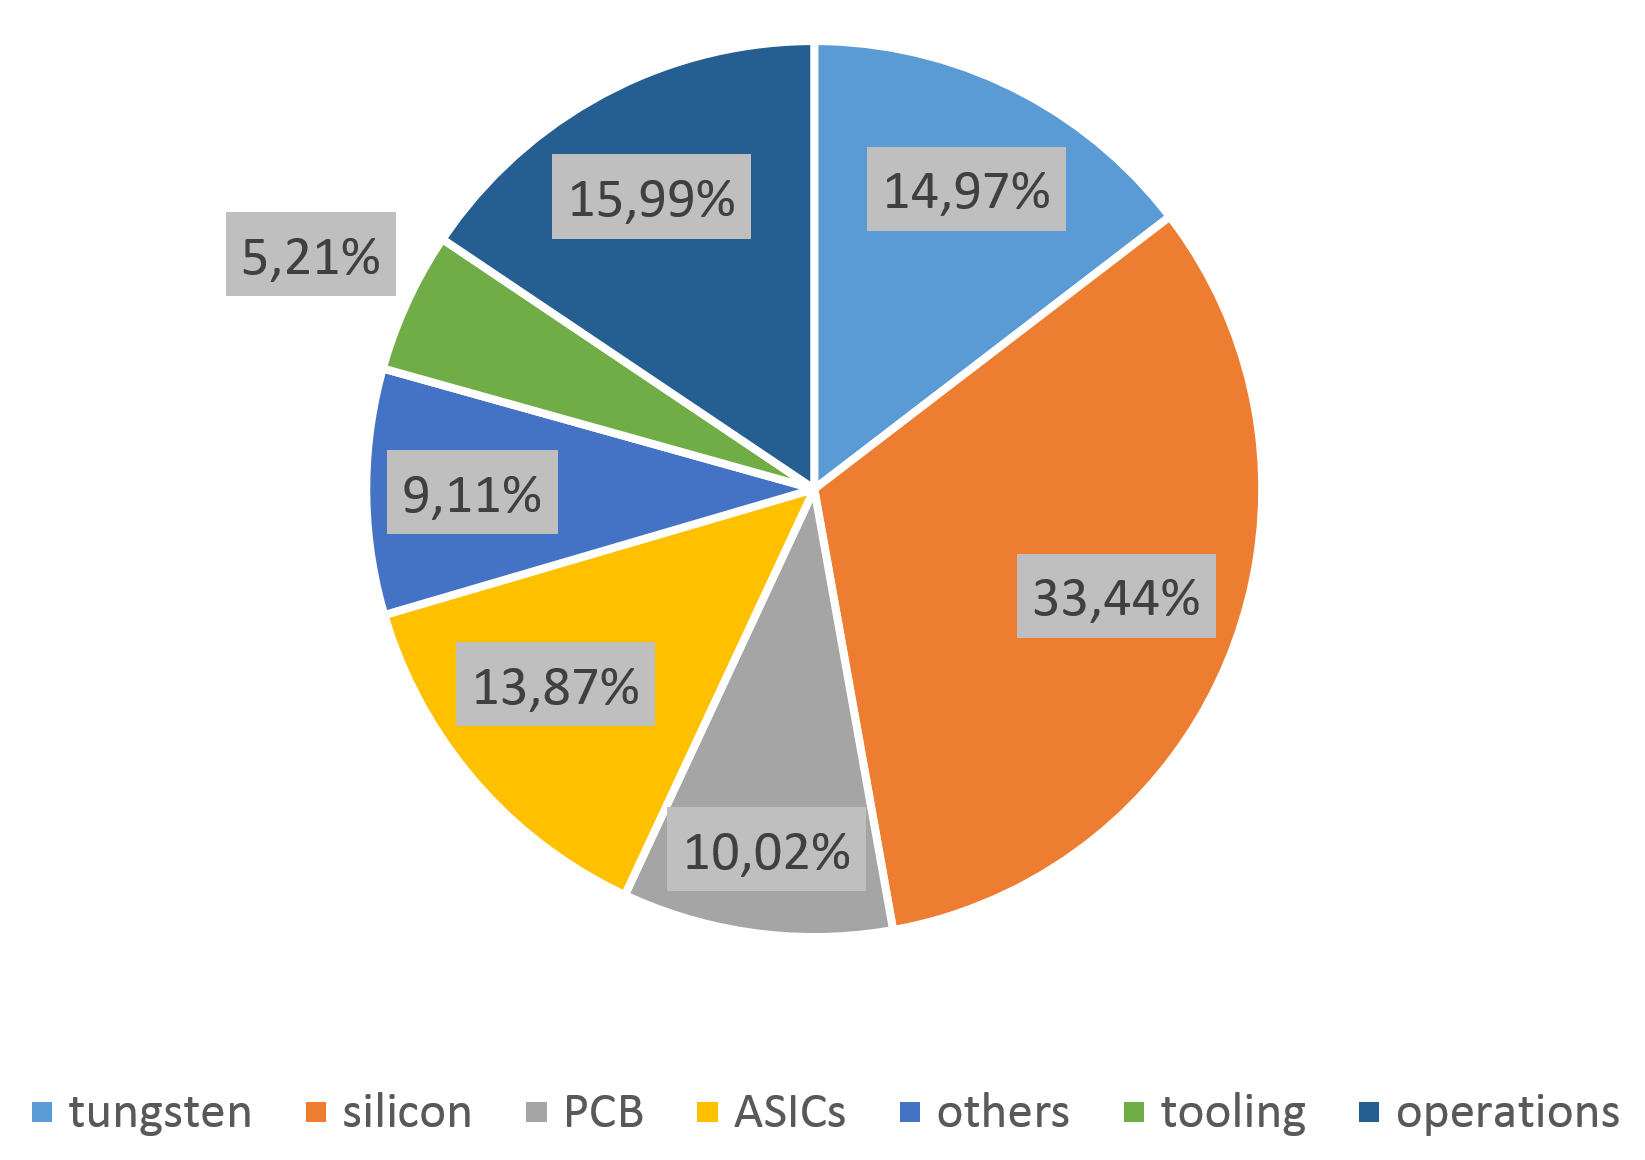 15,99%
14,97%
5,21%
9,11%
33,44%
13,87%
10,02%
tungsten
silicon
PCB
ASICs
others
tooling
operations